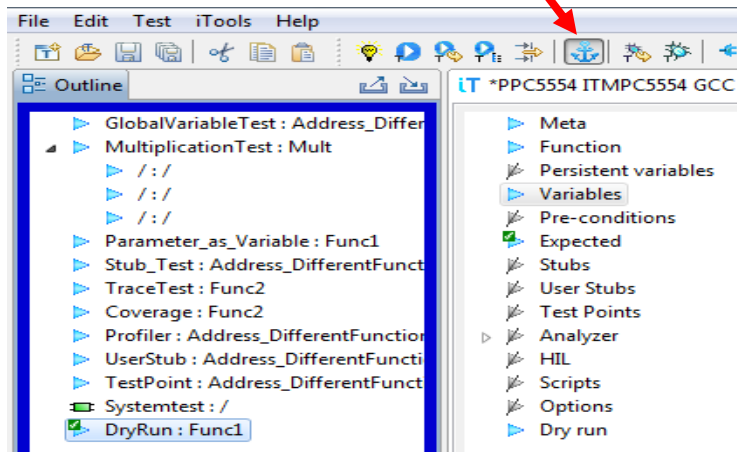 File Edit Test iTools Help
Outline
GlobalVariableTest : Address_Differ
MultiplicationTest : Mult
/ : /
/ : /
/ : /
Parameter_as_Variable : Func1
Stub_Test : Address_DifferentFunct
TraceTest : Func2
Coverage : Func2
Profiler : Address_DifferentFunction
UserStub : Address_DifferentFuncti
TestPoint : Address_DifferentFunct
Systemtest : /
DryRun : Func1
iT *PPC5554 ITMPC5554 GCC
Meta
Function
Persistent variables
Variables
Pre-conditions
Expected
Stubs
User Stubs
Test Points
Analyzer
HIL
Scripts
Options
Dry run